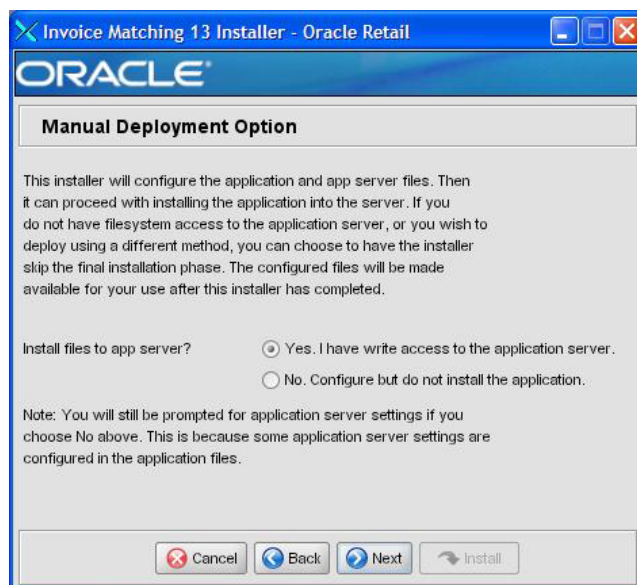 Invoice Matching 13 Installer - Oracle Retail
ORACLE®
Manual Deployment Option
This installer will configure the application and app server files. Then
it can proceed with installing the application into the server. If you
do not have filesystem access to the application server, or you wish to
deploy using a different method, you can choose to have the installer
skip the final installation phase. The configured files will be made
available for your use after this installer has completed.
Install files to app server?
Yes. I have write access to the application server.
No. Configure but do not install the application.
Note: You will still be prompted for application server settings if you
choose No above. This is because some application server settings are
configured in the application files.
Cancel
Back
Next
Install